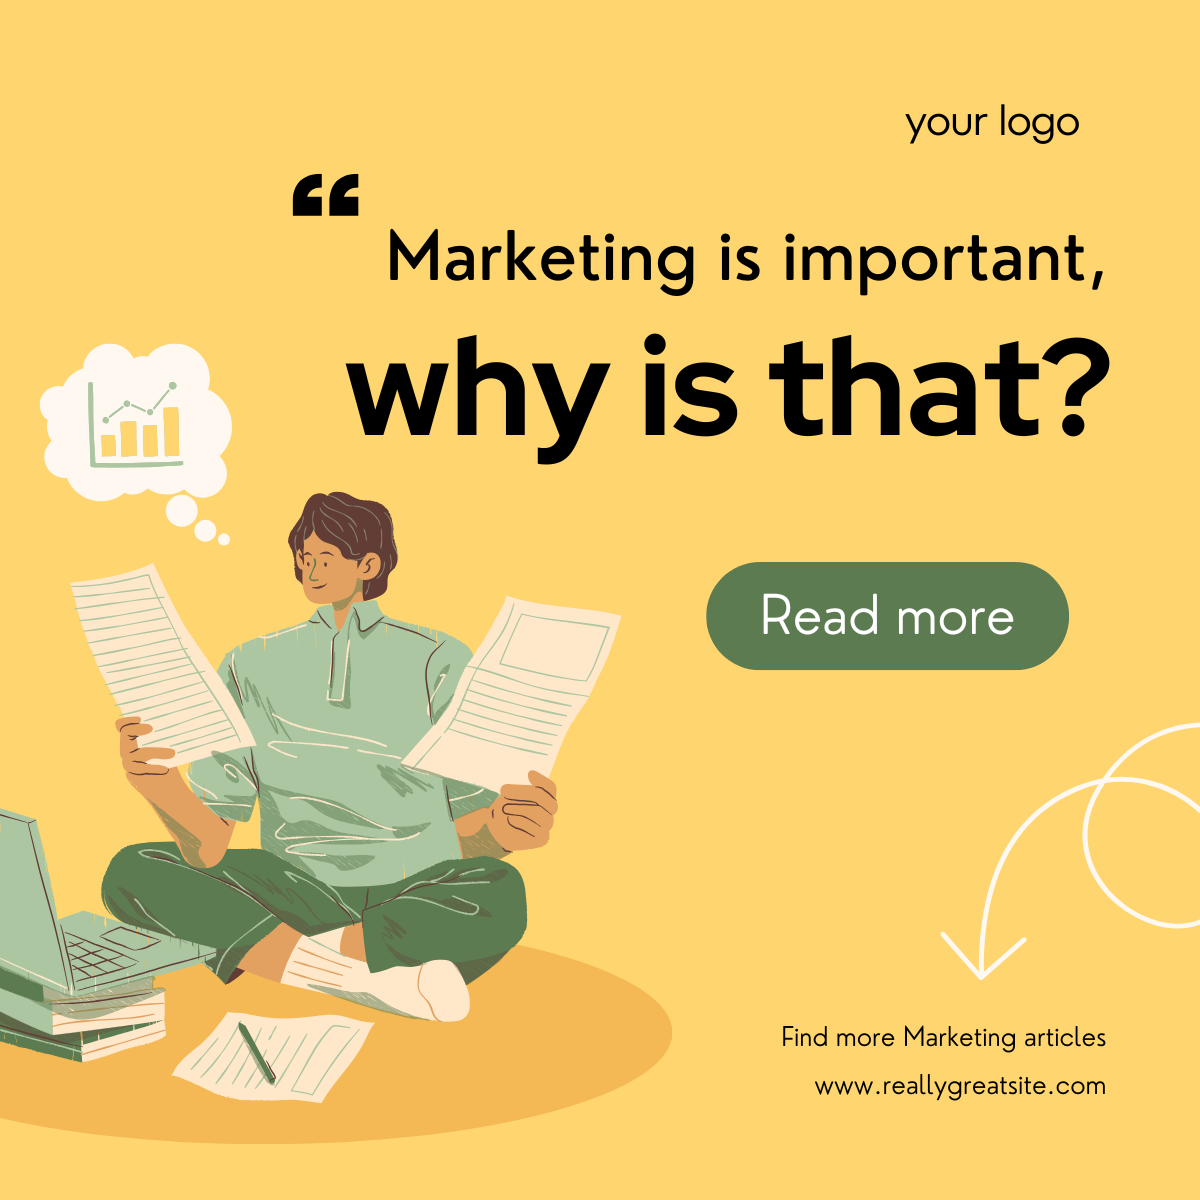 your logo
“
Marketing is important,
why is that?
Read more
Find more Marketing articles
www.reallygreatsite.com